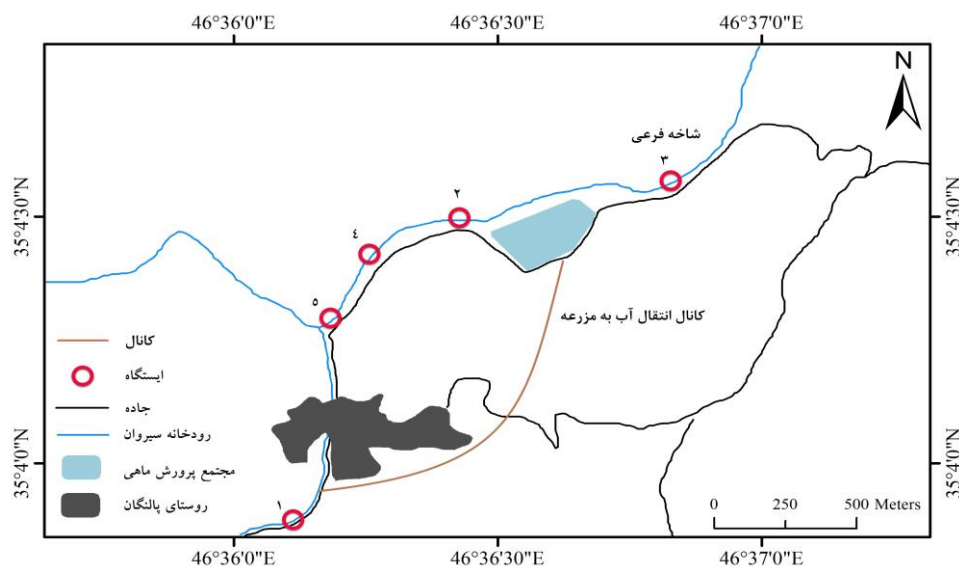 46°36'0"E 46°36'30"E 46°37'0"E
N
شاخه فرعی
۳
۲
35°4'30"N 35°4'30"N
٤
۵
کانال انتقال آب به مزرعه
کانال
ایستگاه
جاده
رودخانه سیروان
مجتمع پرورش ماهی
روستای پالنگان
35°4'0"N 35°4'0"N
۱
0 250 500 Meters
46°36'0"E 46°36'30"E 46°37'0"E